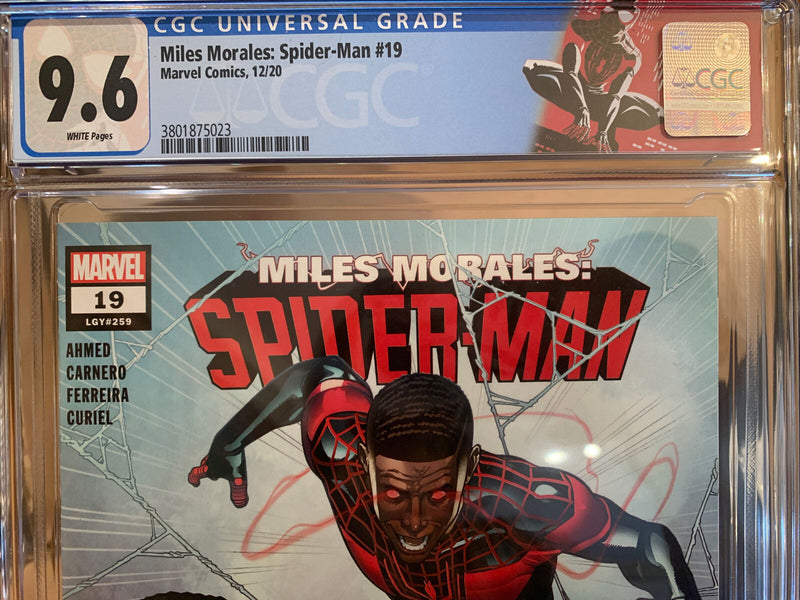 CGC UNIVERSAL GRADE
9.6
WHITE Pages
Miles Morales: Spider-Man #19
Marvel Comics, 12/20
3801875023
CGC
CGC
MARVEL
19
LGY#259
AHMED
CARNERO
FERREIRA
CURIEL
MILES MORALES:
SPIDER-MAN